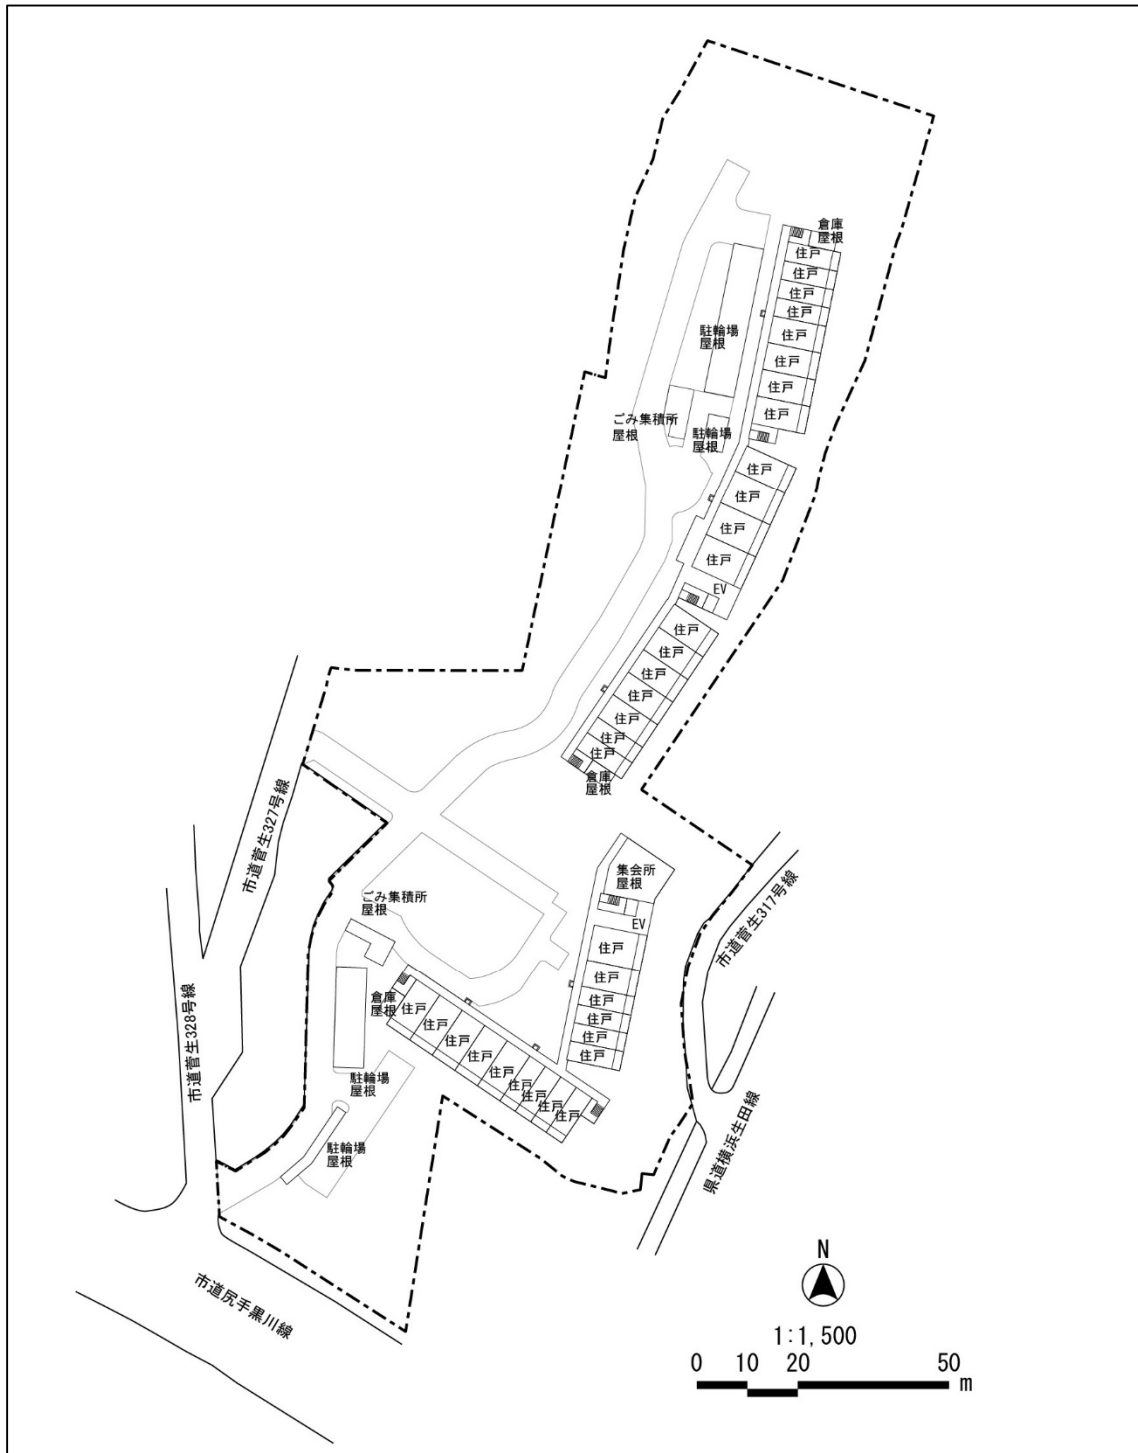 倉庫
屋根
住戸
住戸
住戸
住戸
住戸
住戸
住戸
住戸
駐輪場
屋根
ごみ集積所
屋根
駐輪場
屋根
住戸
住戸
住戸
住戸
EV
住戸
住戸
住戸
住戸
住戸
住戸
住戸
倉庫
屋根
市道菅生327号線
市道菅生328号線
集会所
屋根
EV
市道菅生317号線
ごみ集積所
屋根
住戸
住戸
住戸
住戸
住戸
住戸
倉庫
屋根
住戸
住戸
住戸
住戸
住戸
住戸
住戸
住戸
住戸
駐輪場
屋根
駐輪場
屋根
県道横浜生田線
市道尻手黒川線
N
1:1,500
0 10 20 50
m